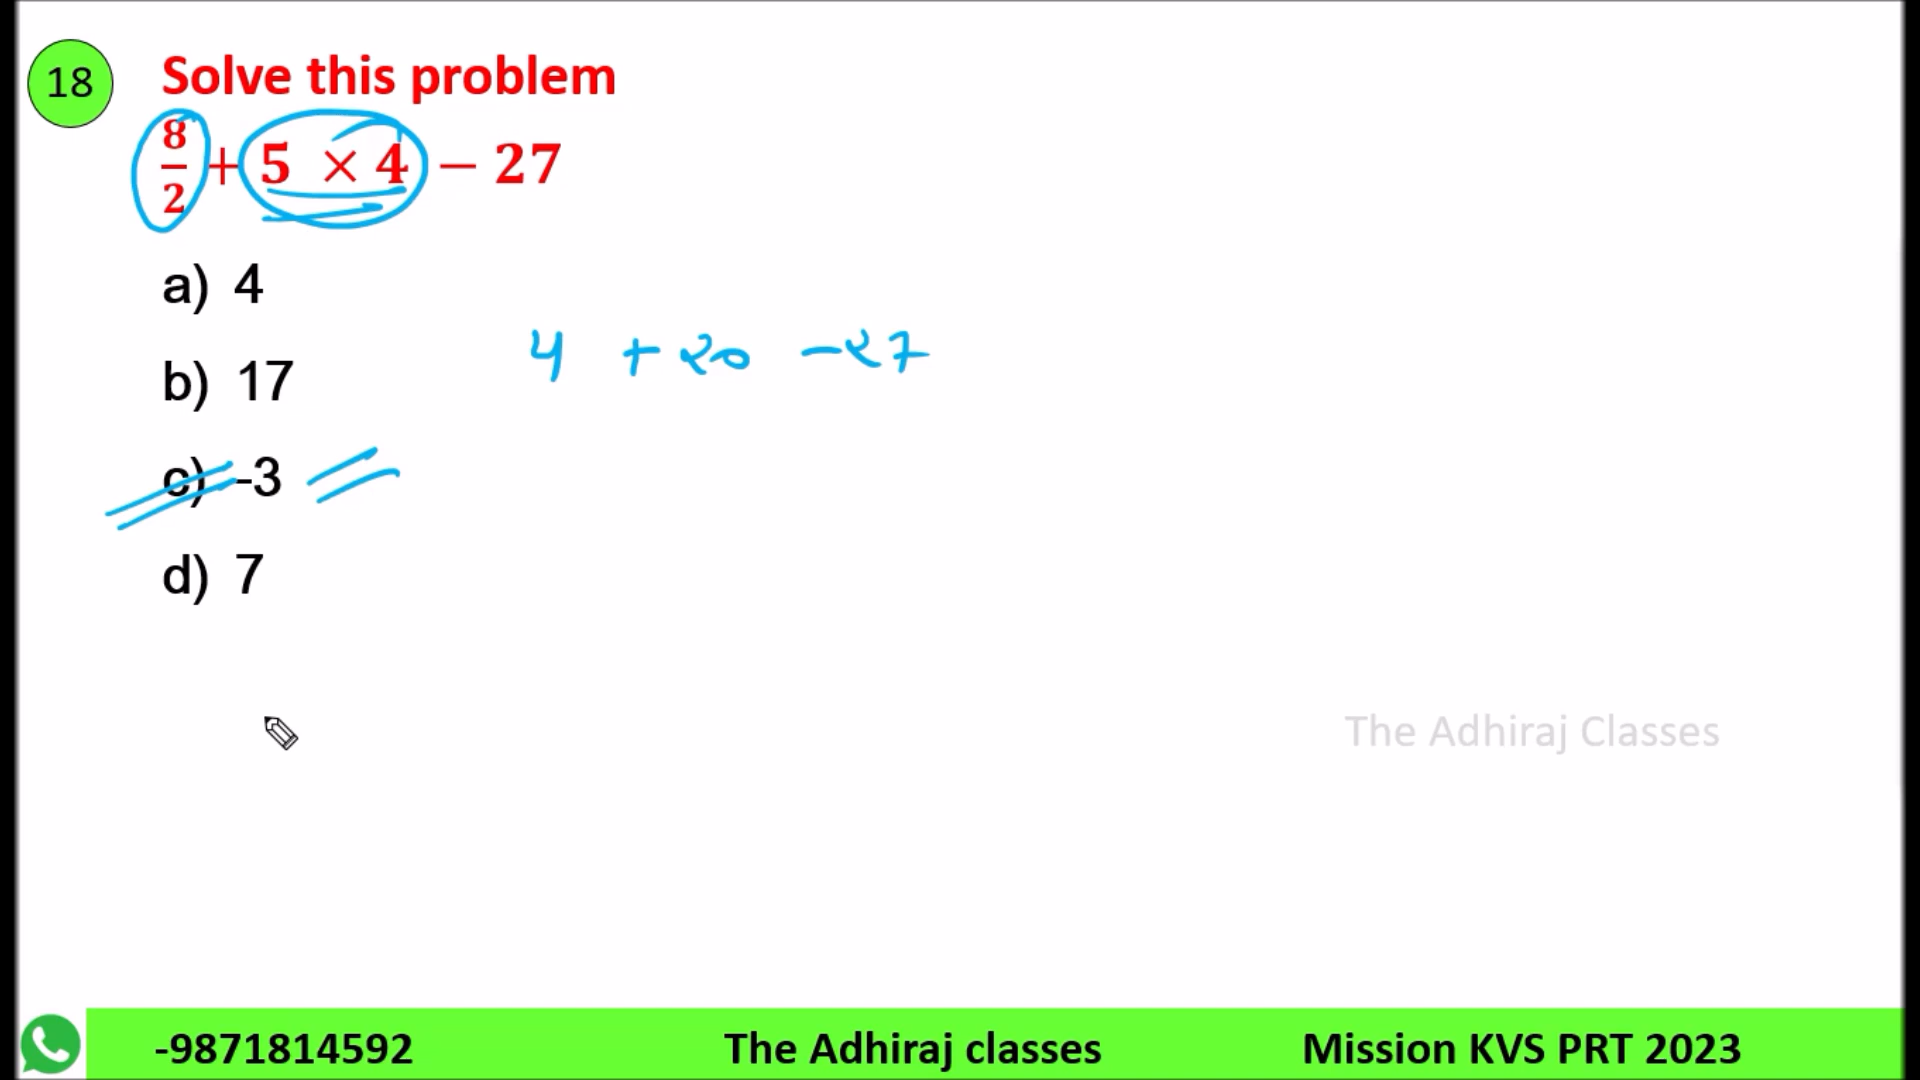 18
Solve this problem
8/2 + 5 × 4 − 27
a) 4
b) 17
4 + 20 − 27
c) -3
d) 7
The Adhiraj Classes
-9871814592 The Adhiraj classes Mission KVS PRT 2023